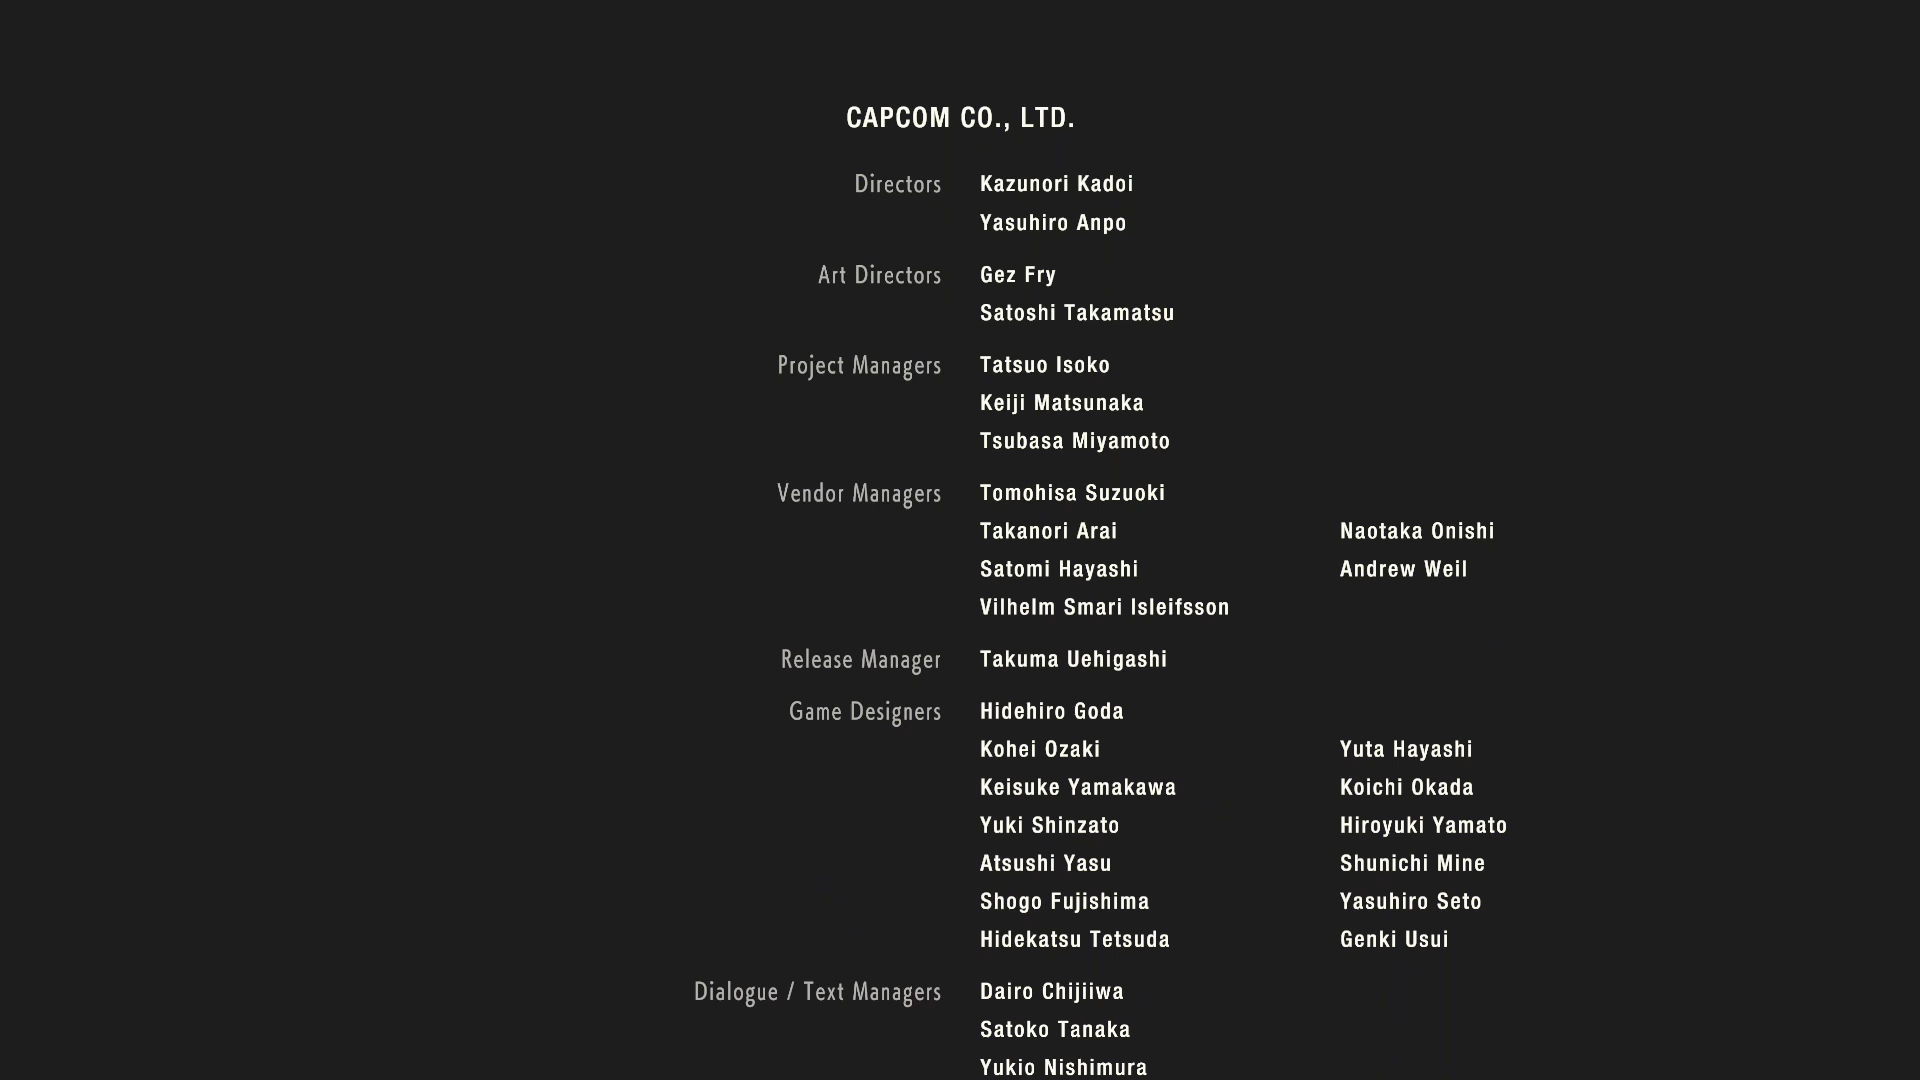 CAPCOM CO., LTD.
Directors Kazunori Kadoi
Yasuhiro Anpo
Art Directors Gez Fry
Satoshi Takamatsu
Project Managers Tatsuo Isoko
Keiji Matsunaka
Tsubasa Miyamoto
Vendor Managers Tomohisa Suzuoki
Takanori Arai Naotaka Onishi
Satomi Hayashi Andrew Weil
Vilhelm Smari Isleifsson
Release Manager Takuma Uehigashi
Game Designers Hidehiro Goda
Kohei Ozaki Yuta Hayashi
Keisuke Yamakawa Koichi Okada
Yuki Shinzato Hiroyuki Yamato
Atsushi Yasu Shunichi Mine
Shogo Fujishima Yasuhiro Seto
Hidekatsu Tetsuda Genki Usui
Dialogue / Text Managers Dairo Chijiiwa
Satoko Tanaka
Yukio Nishimura